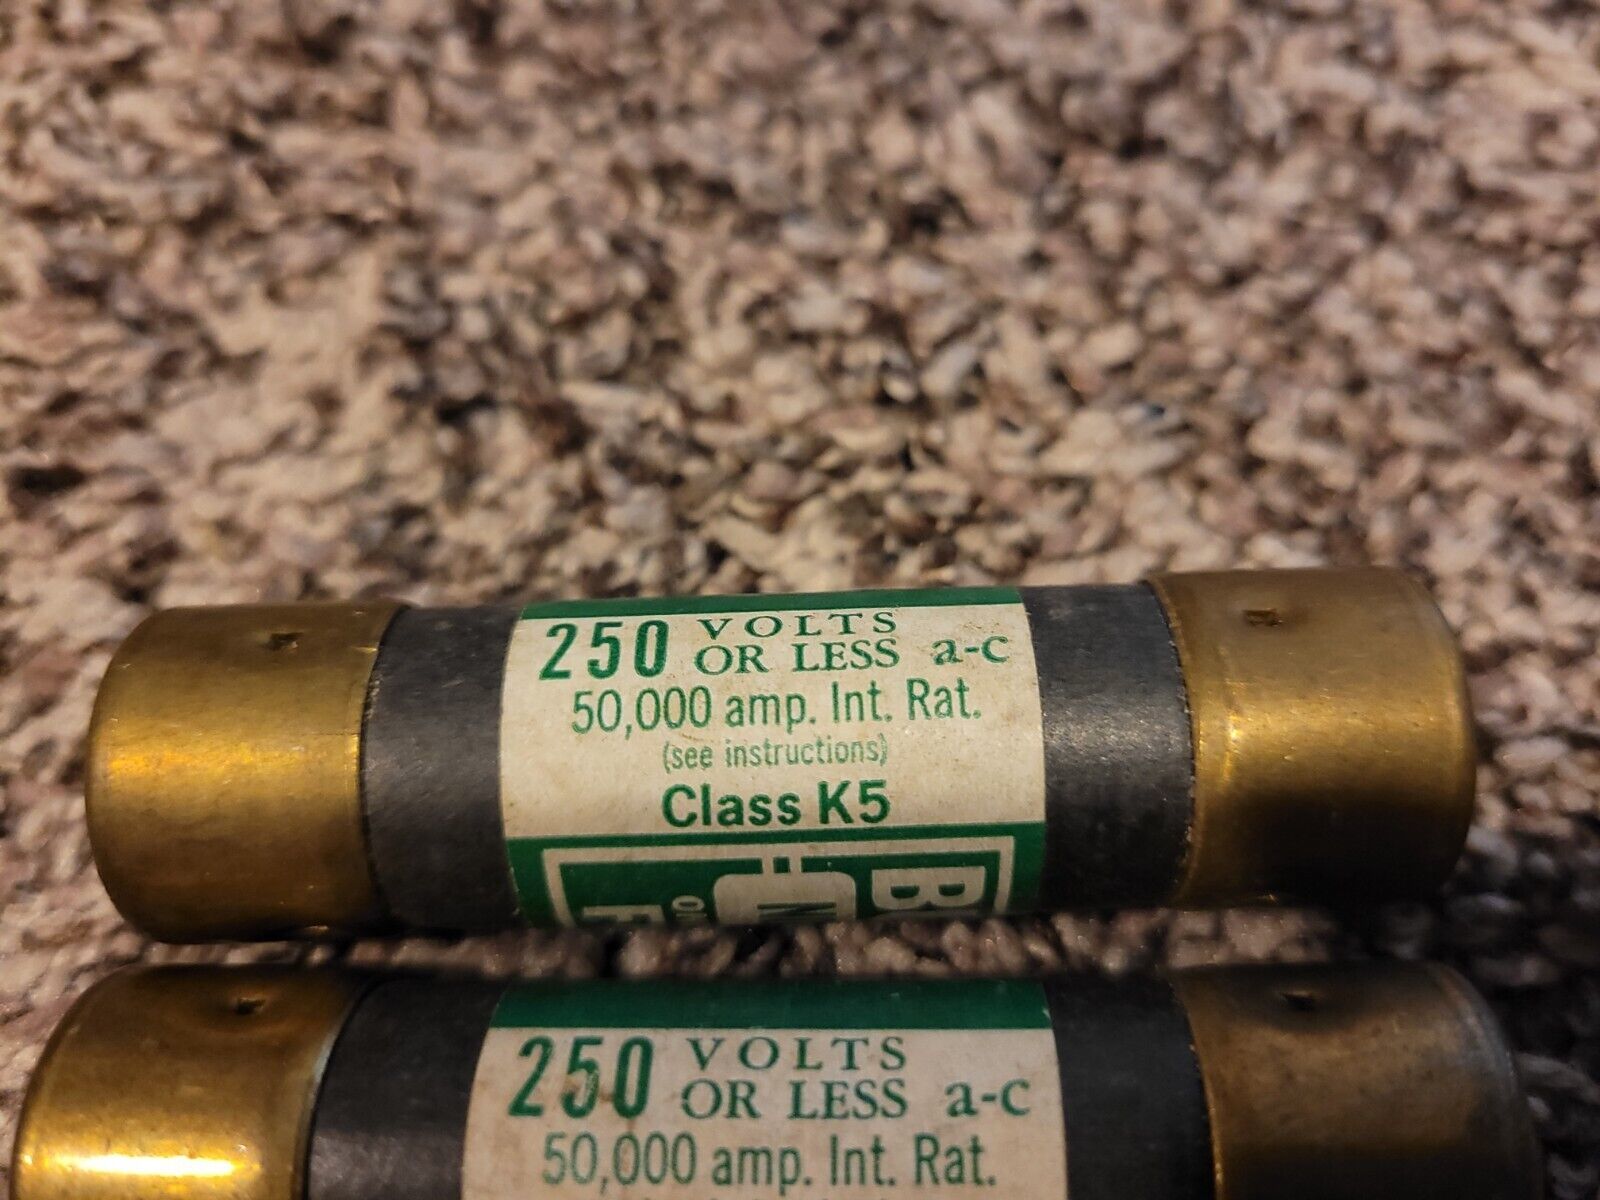 250 VOLTS
OR LESS a-c
50,000 amp. Int. Rat.
(see instructions)
Class K5
250 VOLTS
OR LESS a-c
50,000 amp. Int. Rat.